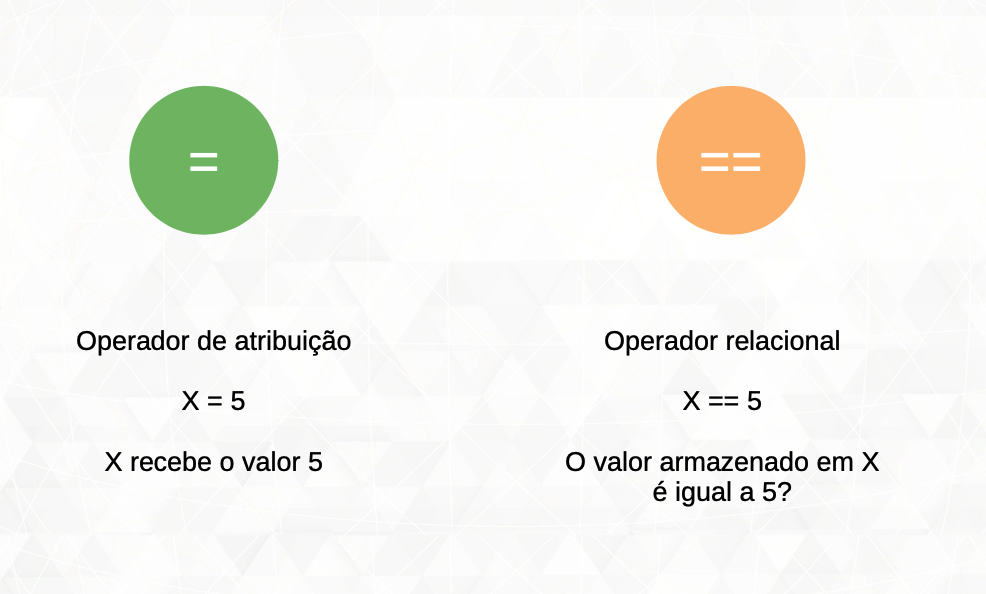 =
==
Operador de atribuição
X = 5
X recebe o valor 5
Operador relacional
X == 5
O valor armazenado em X
é igual a 5?